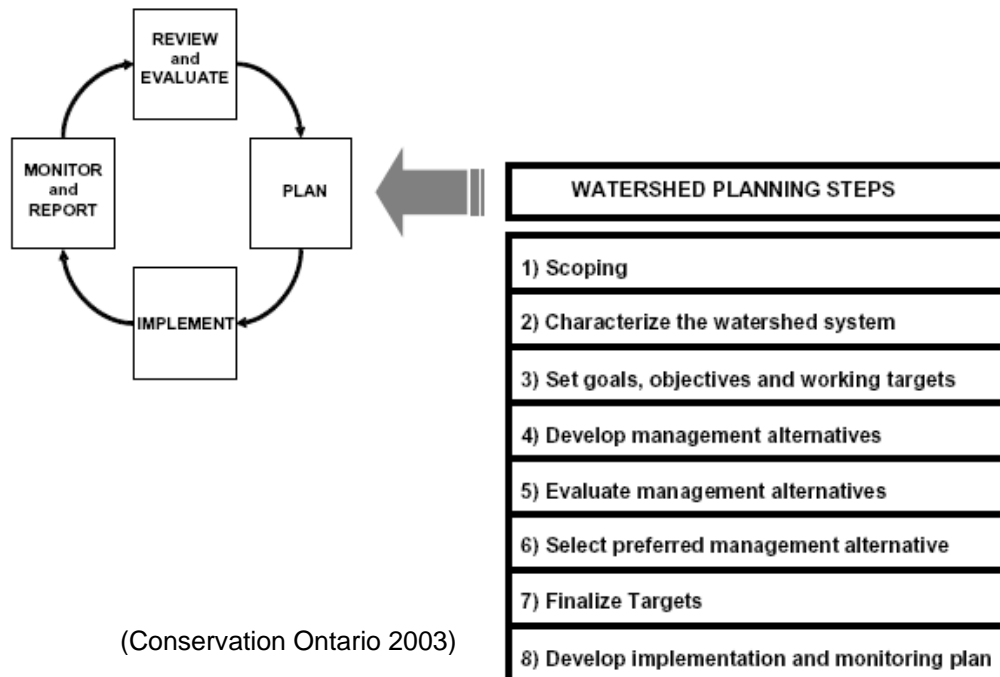 REVIEW
and
EVALUATE
MONITOR
and
REPORT
PLAN
IMPLEMENT
WATERSHED PLANNING STEPS
1) Scoping
2) Characterize the watershed system
3) Set goals, objectives and working targets
4) Develop management alternatives
5) Evaluate management alternatives
6) Select preferred management alternative
7) Finalize Targets
8) Develop implementation and monitoring plan
(Conservation Ontario 2003)